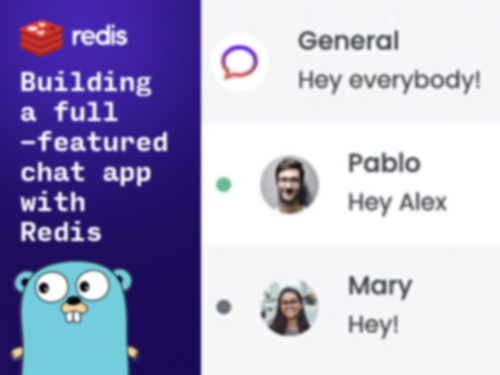 redis
Building
a full
-featured
chat app
with
Redis
General
Hey everybody!
Pablo
Hey Alex
Mary
Hey!